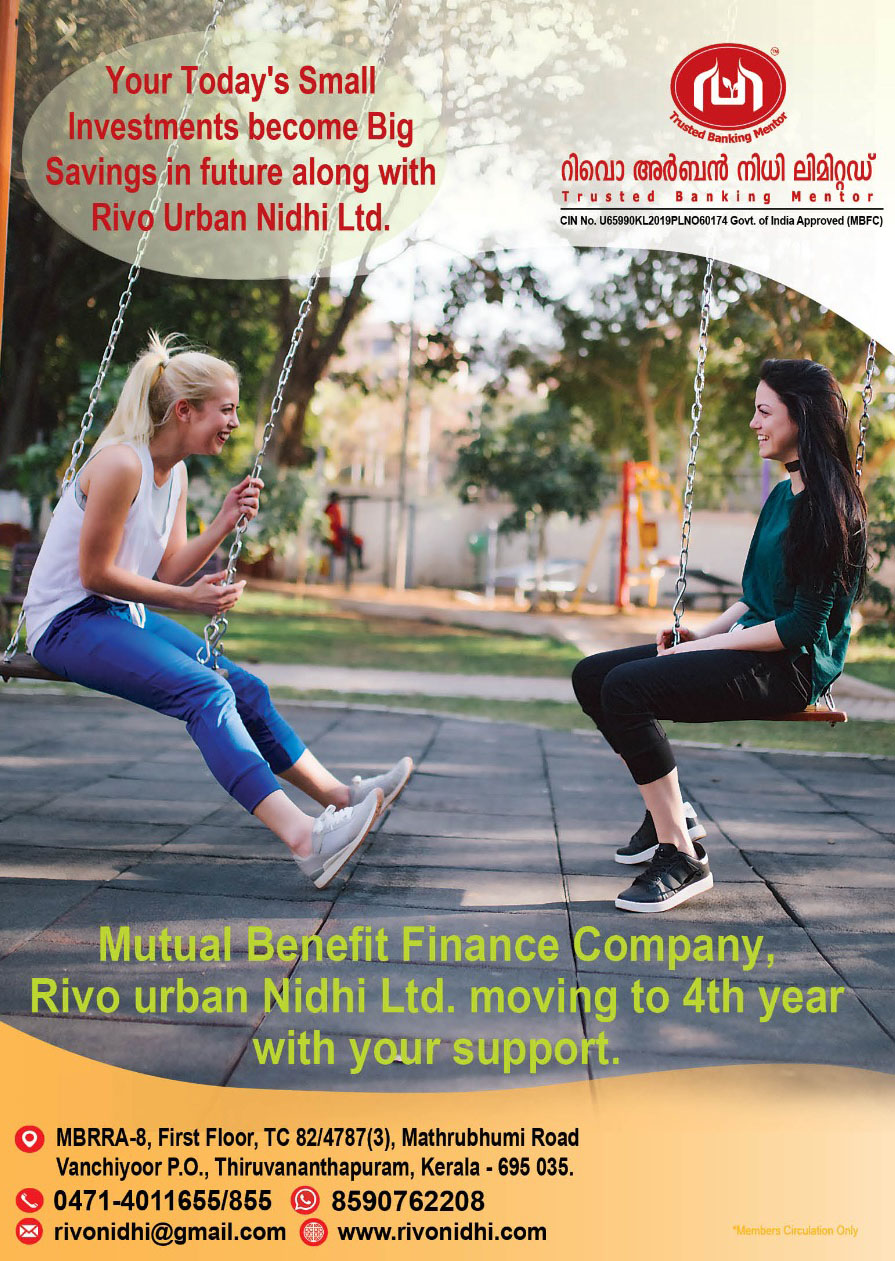 Your Today's Small
Investments become Big
Savings in future along with
Rivo Urban Nidhi Ltd.
TM
Trusted Banking Mentor
റിവൊ അർബൻ നിധി ലിമിറ്റഡ്
Trusted Banking Mentor
CIN No. U65990KL2019PLNO60174 Govt. of India Approved (MBFC)
Mutual Benefit Finance Company,
Rivo urban Nidhi Ltd. moving to 4th year
with your support.
MBRRA-8, First Floor, TC 82/4787(3), Mathrubhumi Road
Vanchiyoor P.O., Thiruvananthapuram, Kerala - 695 035.
0471-4011655/855 8590762208
rivonidhi@gmail.com www.rivonidhi.com
*Members Circulation Only